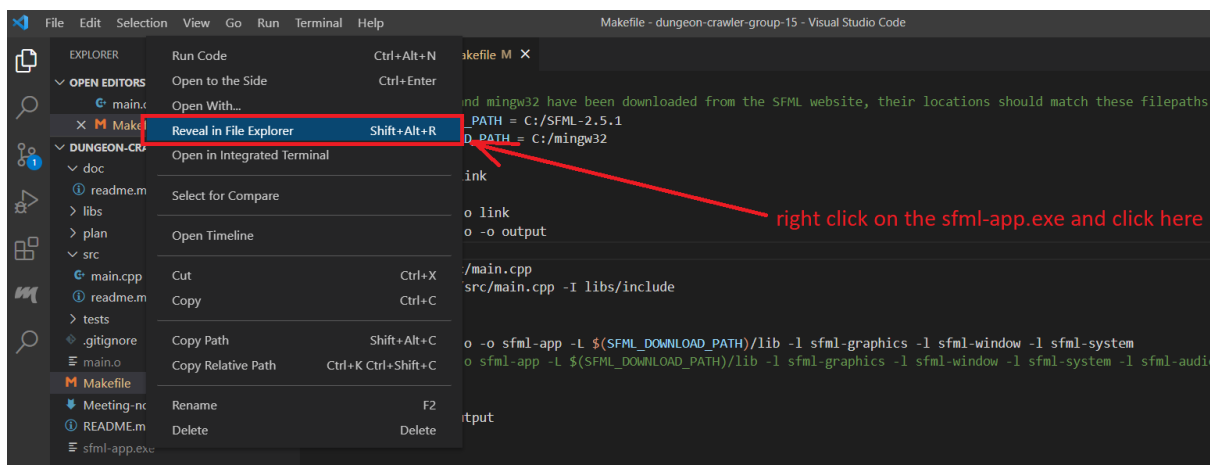 File Edit Selection View Go Run Terminal Help Makefile - dungeon-crawler-group-15 - Visual Studio Code
EXPLORER
OPEN EDITORS
main.c
Makef
DUNGEON-CRA
doc
readme.m
libs
plan
src
main.cpp
readme.m
tests
.gitignore
main.o
Makefile
Meeting-no
README.m
sfml-app.exe
1
Run Code Ctrl+Alt+N
Open to the Side Ctrl+Enter
Open With...
Reveal in File Explorer Shift+Alt+R
Open in Integrated Terminal
Select for Compare
Open Timeline
Cut Ctrl+X
Copy Ctrl+C
Copy Path Shift+Alt+C
Copy Relative Path Ctrl+K Ctrl+Shift+C
Rename F2
Delete Delete
akefile M
and mingw32 have been downloaded from the SFML website, their locations should match these filepaths
_PATH = C:/SFML-2.5.1
D_PATH = C:/mingw32
ink
o link
o -o output
/main.cpp
/src/main.cpp -I libs/include
o -o sfml-app -L $(SFML_DOWNLOAD_PATH)/lib -l sfml-graphics -l sfml-window -l sfml-system
o sfml-app -L $(SFML_DOWNLOAD_PATH)/lib -l sfml-graphics -l sfml-window -l sfml-system -l sfml-audi
tput
right click on the sfml-app.exe and click here